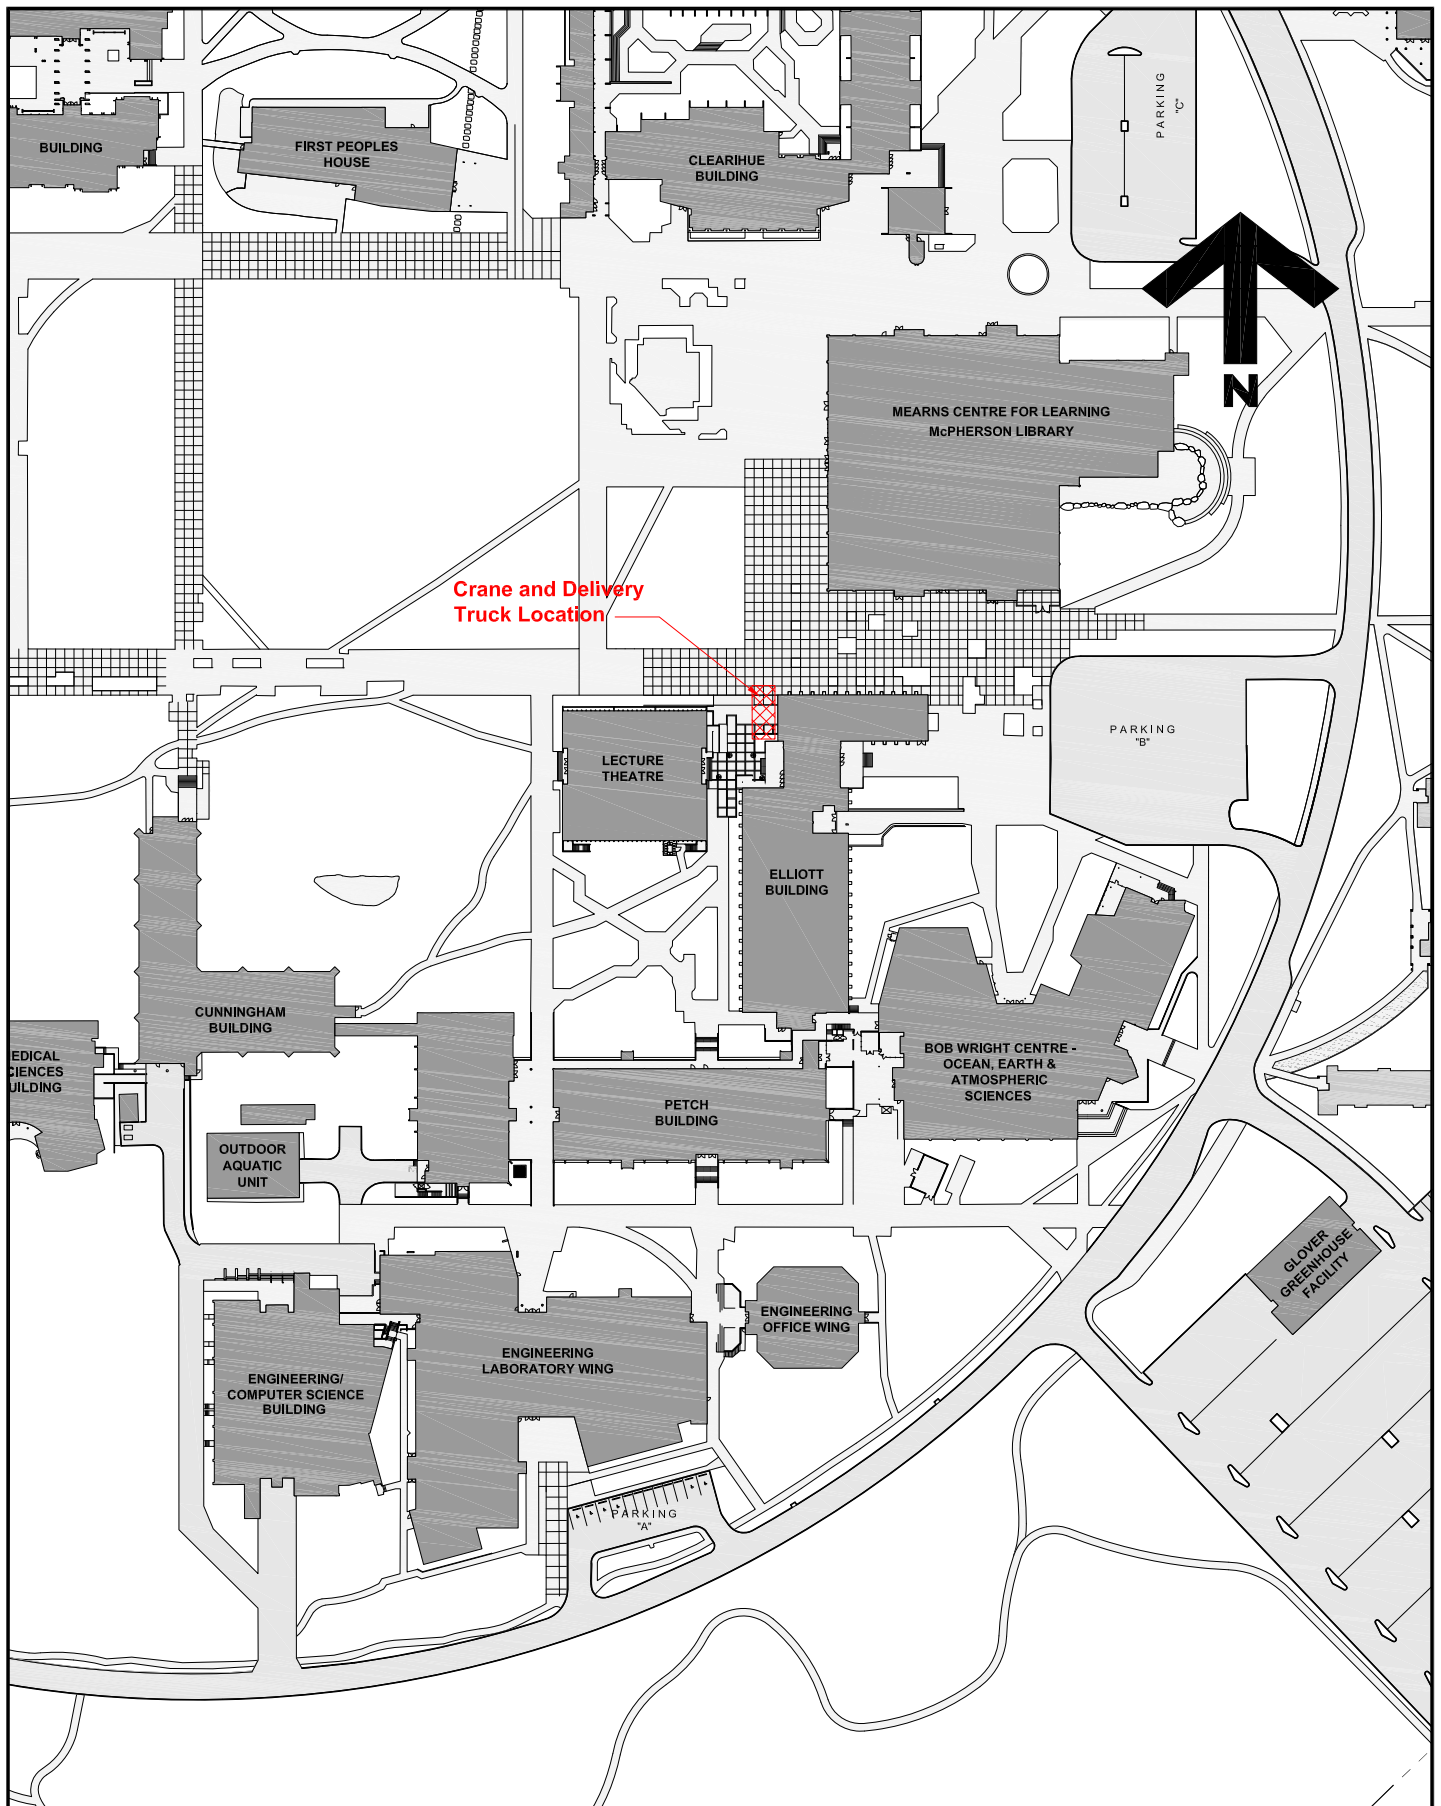 PARKING
"C"
BUILDING
FIRST PEOPLES
HOUSE
CLEARIHUE
BUILDING
N
MEARNS CENTRE FOR LEARNING
McPHERSON LIBRARY
Crane and Delivery
Truck Location
PARKING
"B"
LECTURE
THEATRE
ELLIOTT
BUILDING
CUNNINGHAM
BUILDING
EDICAL
CIENCES
UILDING
BOB WRIGHT CENTRE -
OCEAN, EARTH &
ATMOSPHERIC
SCIENCES
PETCH
BUILDING
OUTDOOR
AQUATIC
UNIT
GLOVER
GREENHOUSE
FACILITY
ENGINEERING
OFFICE WING
ENGINEERING
LABORATORY WING
ENGINEERING/
COMPUTER SCIENCE
BUILDING
PARKING
"A"